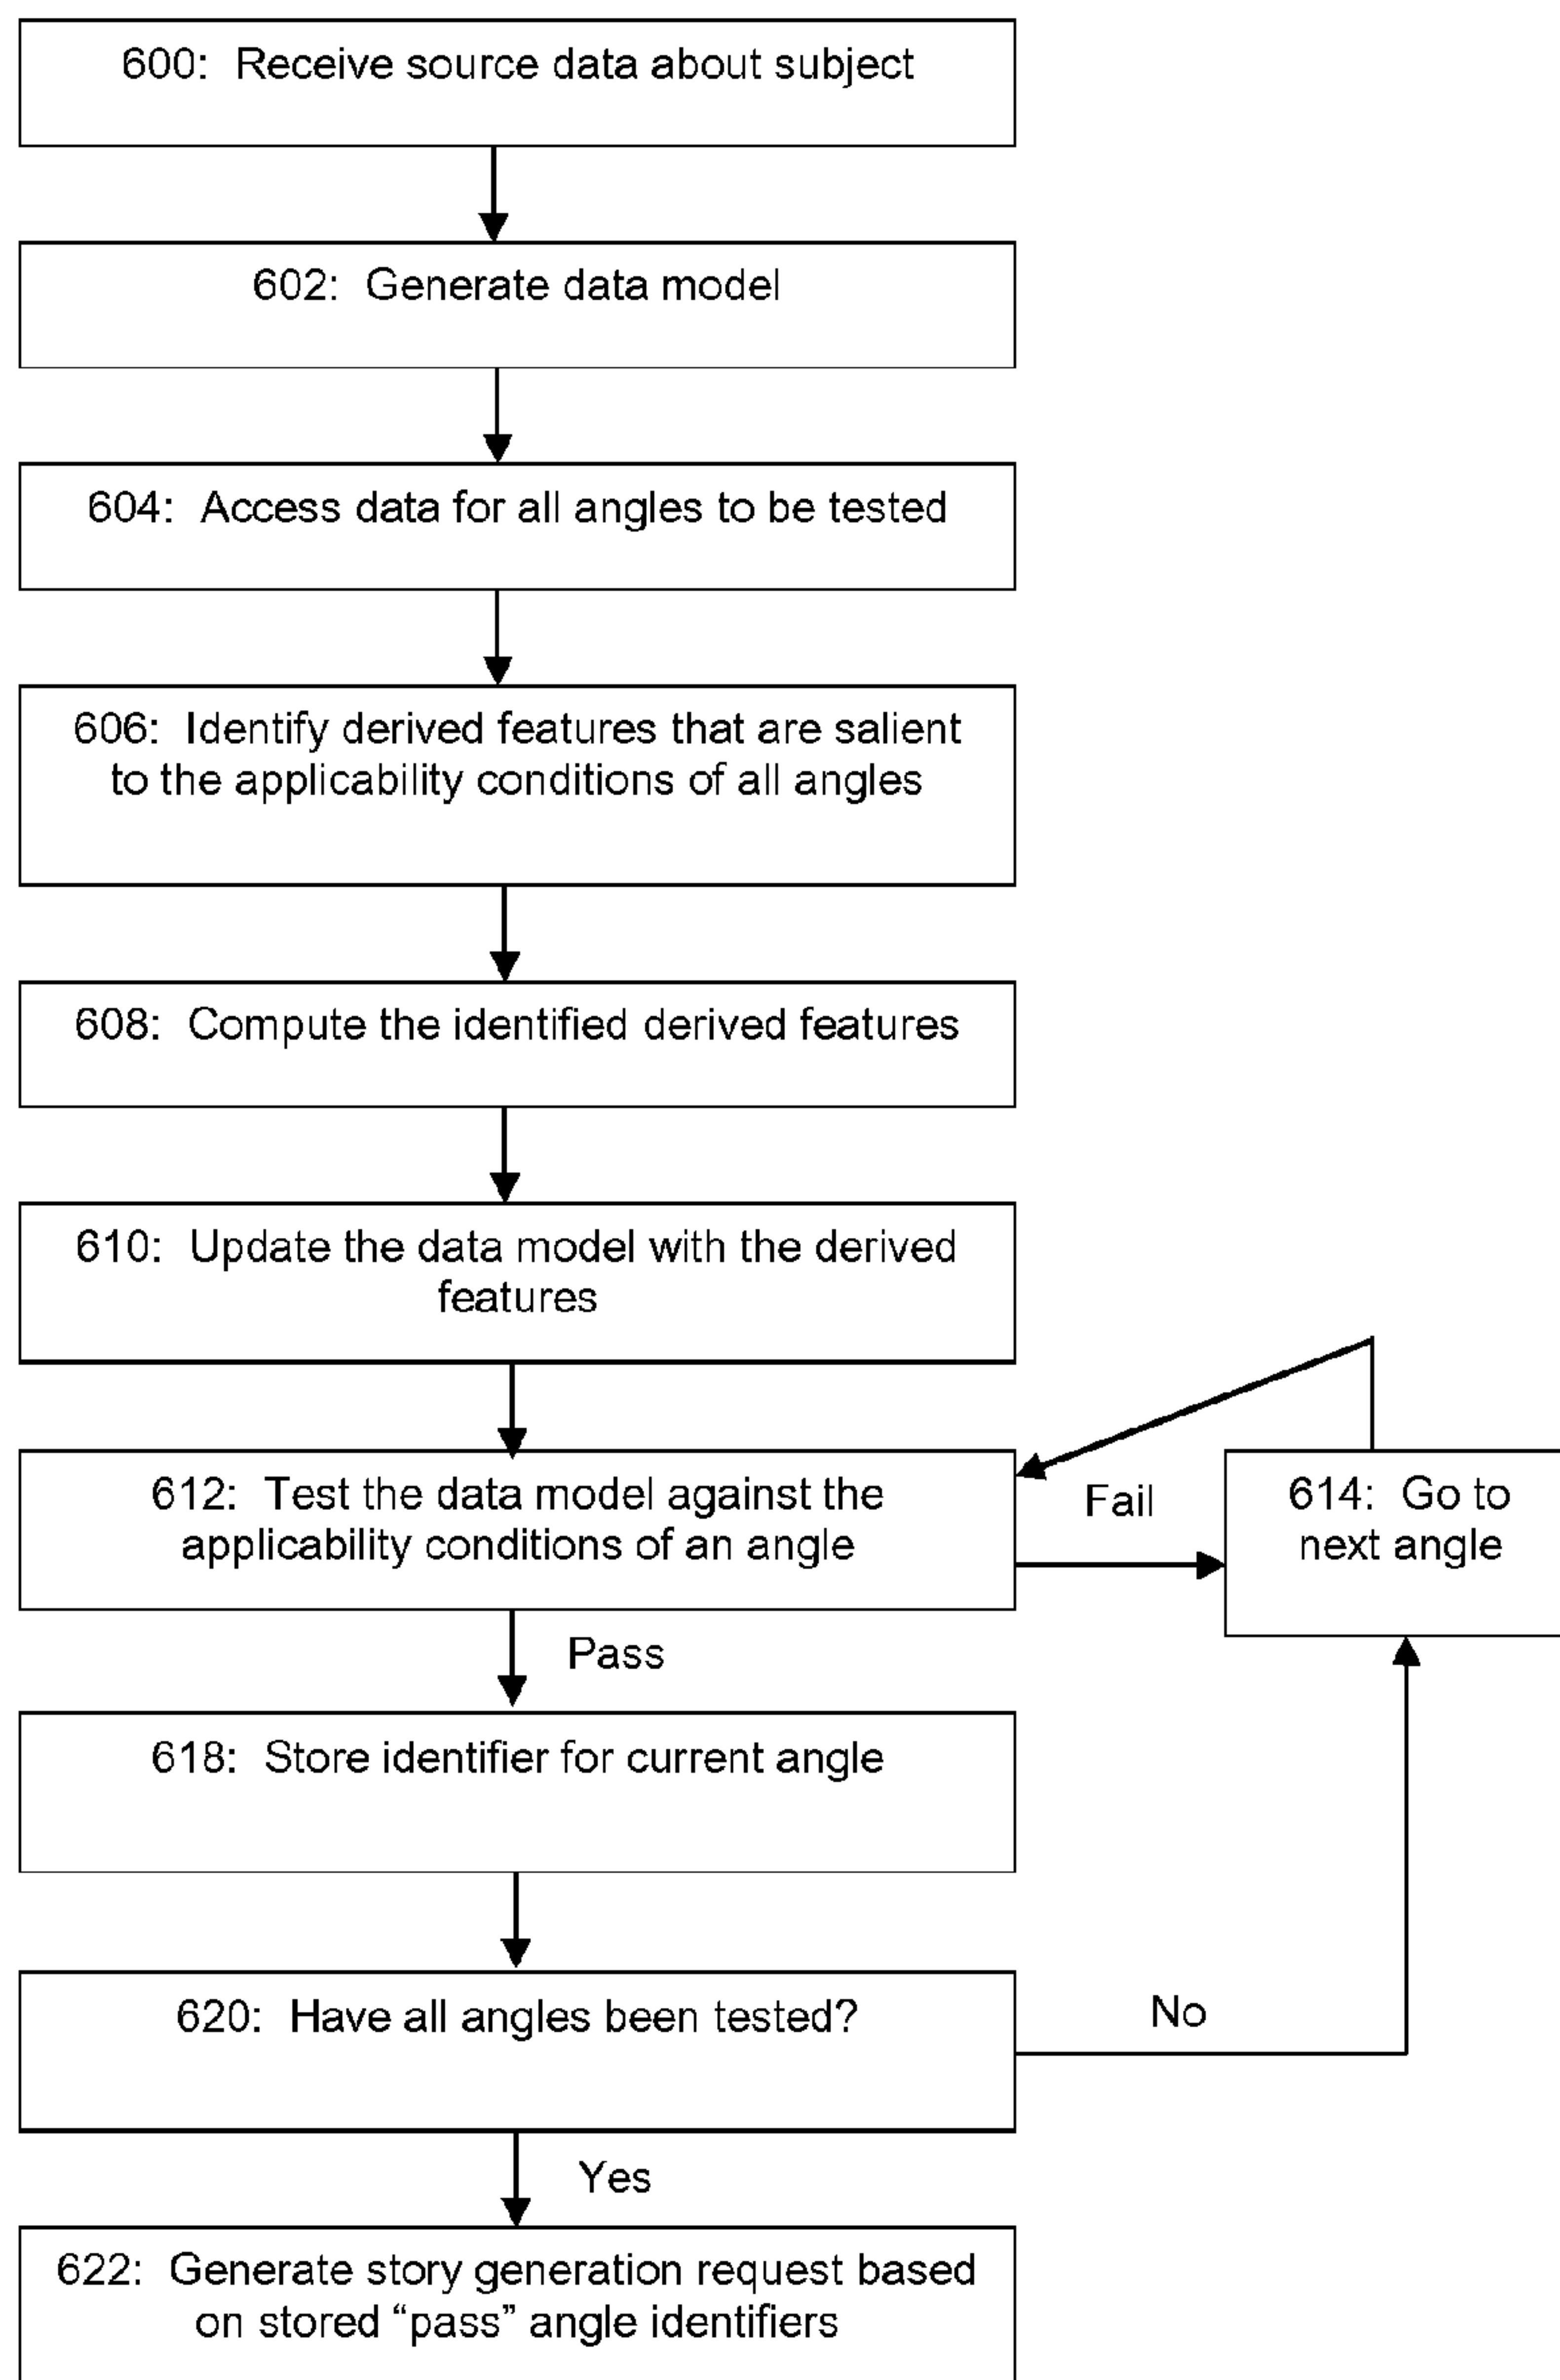 600: Receive source data about subject
602: Generate data model
604: Access data for all angles to be tested
606: Identify derived features that are salient
to the applicability conditions of all angles
608: Compute the identified derived features
610: Update the data model with the derived
features
612: Test the data model against the
applicability conditions of an angle
Fail
614: Go to
next angle
Pass
618: Store identifier for current angle
620: Have all angles been tested?
No
Yes
622: Generate story generation request based
on stored “pass” angle identifiers